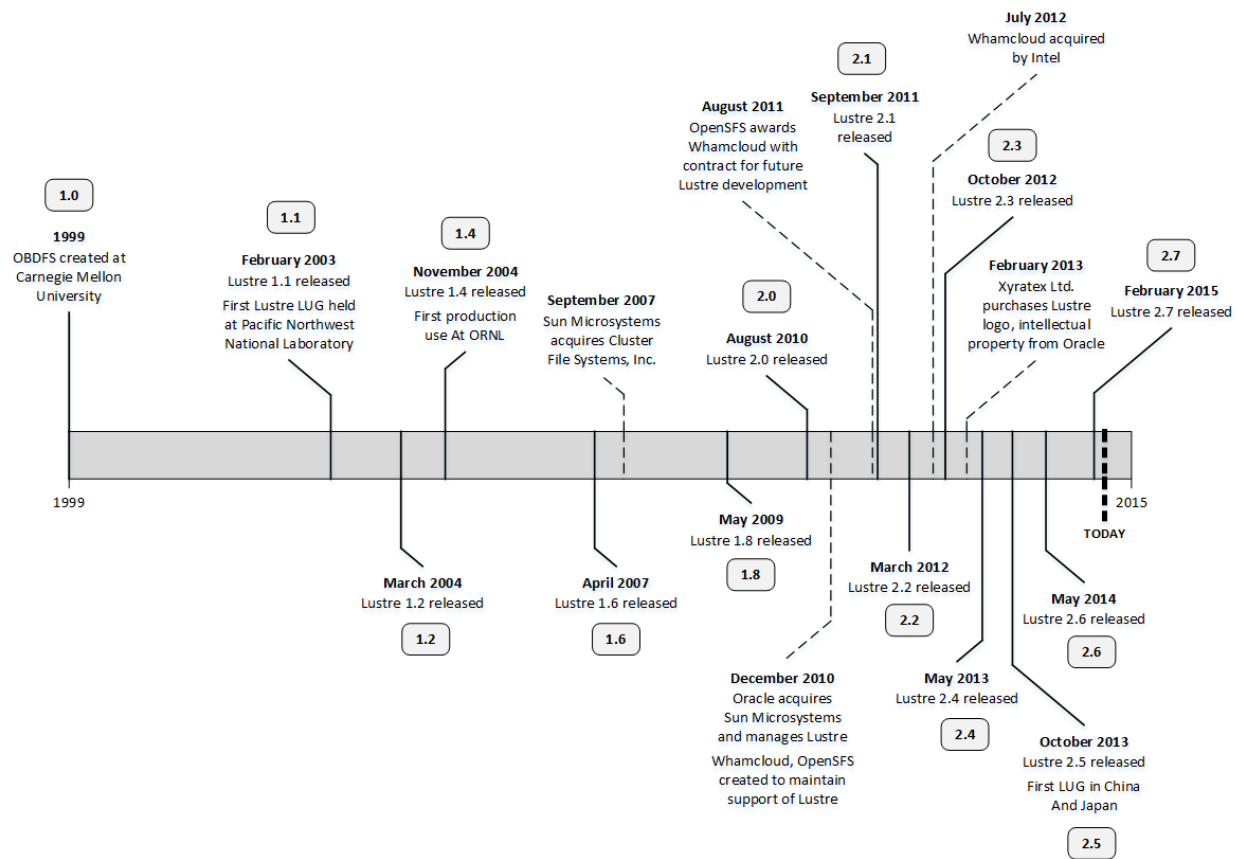 July 2012
Whamcloud acquired
by Intel
2.1
September 2011
Lustre 2.1
released
August 2011
OpenSFS awards
Whamcloud with
contract for future
Lustre development
2.3
October 2012
Lustre 2.3 released
1.0
1999
OBDFS created at
Carnegie Mellon
University
1.1
February 2003
Lustre 1.1 released
First Lustre LUG held
at Pacific Northwest
National Laboratory
1.4
November 2004
Lustre 1.4 released
First production
use At ORNL
September 2007
Sun Microsystems
acquires Cluster
File Systems, Inc.
2.0
August 2010
Lustre 2.0 released
February 2013
Xyratex Ltd.
purchases Lustre
logo, intellectual
property from Oracle
2.7
February 2015
Lustre 2.7 released
1999
2015
TODAY
March 2004
Lustre 1.2 released
1.2
April 2007
Lustre 1.6 released
1.6
May 2009
Lustre 1.8 released
1.8
March 2012
Lustre 2.2 released
2.2
May 2014
Lustre 2.6 released
2.6
December 2010
Oracle acquires
Sun Microsystems
and manages Lustre
Whamcloud, OpenSFS
created to maintain
support of Lustre
May 2013
Lustre 2.4 released
2.4
October 2013
Lustre 2.5 released
First LUG in China
And Japan
2.5